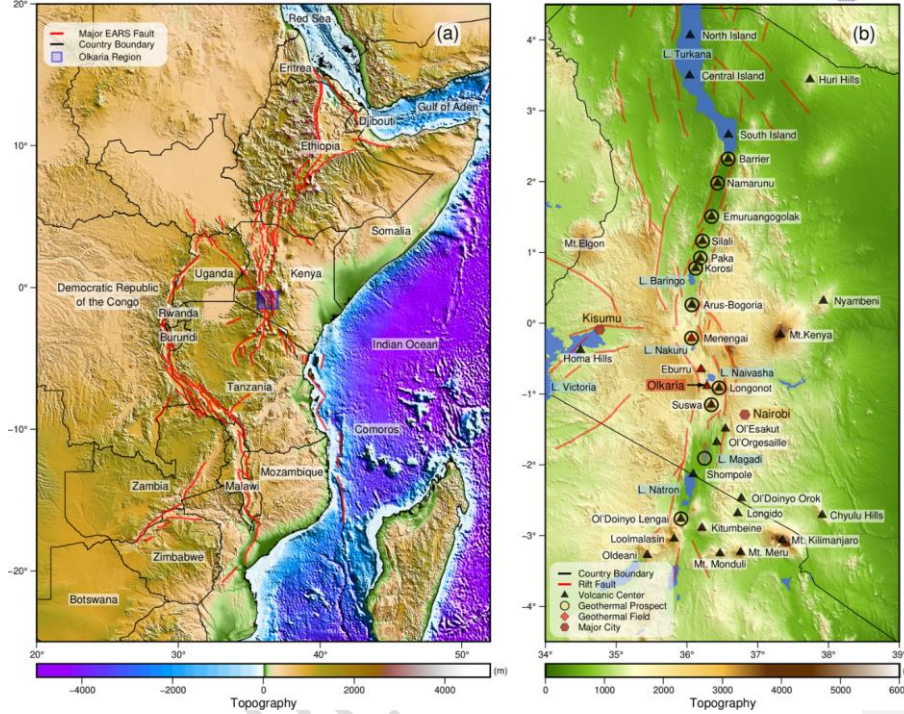 20°
10°
0°
−10°
−20°
20°
30°
40°
50°
(a)
Major EARS Fault
Country Boundary
Olkaria Region
Red Sea
Eritrea
Gulf of Aden
Djibouti
Ethiopia
Somalia
Uganda
Kenya
Democratic Republic
of the Congo
Rwanda
Burundi
Indian Ocean
Tanzania
Comoros
Mozambique
Zambia
Malawi
Zimbabwe
Botswana
(m)
−4000
−2000
0
2000
4000
Topography
4°
3°
2°
1°
0°
−1°
−2°
−3°
−4°
34°
35°
36°
37°
38°
39°
(b)
North Island
L. Turkana
Central Island
Huri Hills
South Island
Barrier
Namarunu
Emuruangogolak
Mt.Elgon
Silali
Paka
Korosi
L. Baringo
Nyambeni
Arus-Bogoria
Kisumu
Mt.Kenya
Menengai
Homa Hills
L. Nakuru
Eburru
L. Naivasha
L. Victoria
Olkaria
Longonot
Suswa
Nairobi
Ol'Esakut
Ol'Orgesaille
L. Magadi
Shompole
L. Natron
Ol'Doinyo Orok
Longido
Chyulu Hills
Ol'Doinyo Lengai
Kitumbeine
Loolmalasin
Mt. Kilimanjaro
Oldeani
Mt. Meru
Mt. Monduli
Country Boundary
Rift Fault
Volcanic Center
Geothermal Prospect
Geothermal Field
Major City
0
1000
2000
3000
4000
5000
Topography